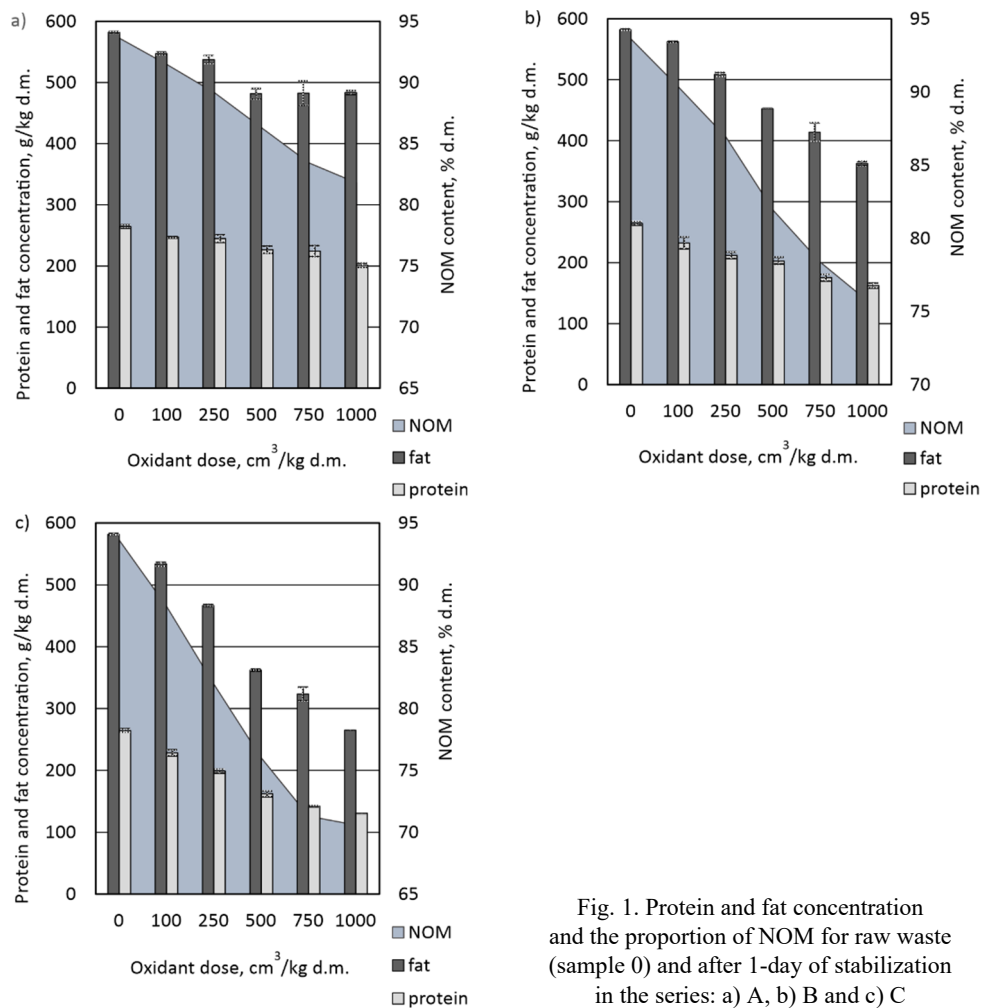 a)
Protein and fat concentration, g/kg d.m.
600
500
400
300
200
100
0
95
90
85
80
75
70
65
NOM content, % d.m.
0 100 250 500 750 1000
Oxidant dose, cm³/kg d.m.
NOM
fat
protein
b)
Protein and fat concentration, g/kg d.m.
600
500
400
300
200
100
0
95
90
85
80
75
70
NOM content, % d.m.
0 100 250 500 750 1000
Oxidant dose, cm³/kg d.m.
NOM
fat
protein
c)
Protein and fat concentration, g/kg d.m.
600
500
400
300
200
100
0
95
90
85
80
75
70
65
NOM content, % d.m.
0 100 250 500 750 1000
Oxidant dose, cm³/kg d.m.
NOM
fat
protein
Fig. 1. Protein and fat concentration
and the proportion of NOM for raw waste
(sample 0) and after 1-day of stabilization
in the series: a) A, b) B and c) C